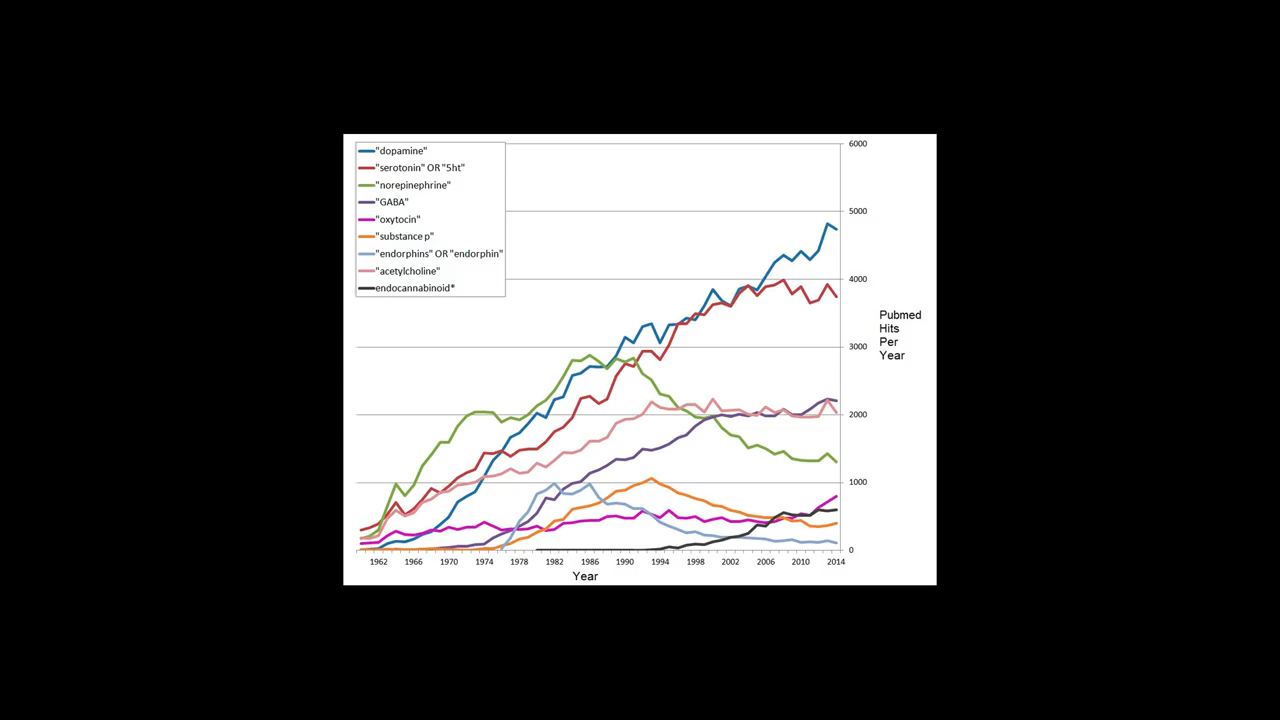 "dopamine"
"serotonin" OR "5ht"
"norepinephrine"
"GABA"
"oxytocin"
"substance p"
"endorphins" OR "endorphin"
"acetylcholine"
endocannabinoid*
6000
5000
4000
3000
2000
1000
0
Pubmed
Hits
Per
Year
1962 1966 1970 1974 1978 1982 1986 1990 1994 1998 2002 2006 2010 2014
Year